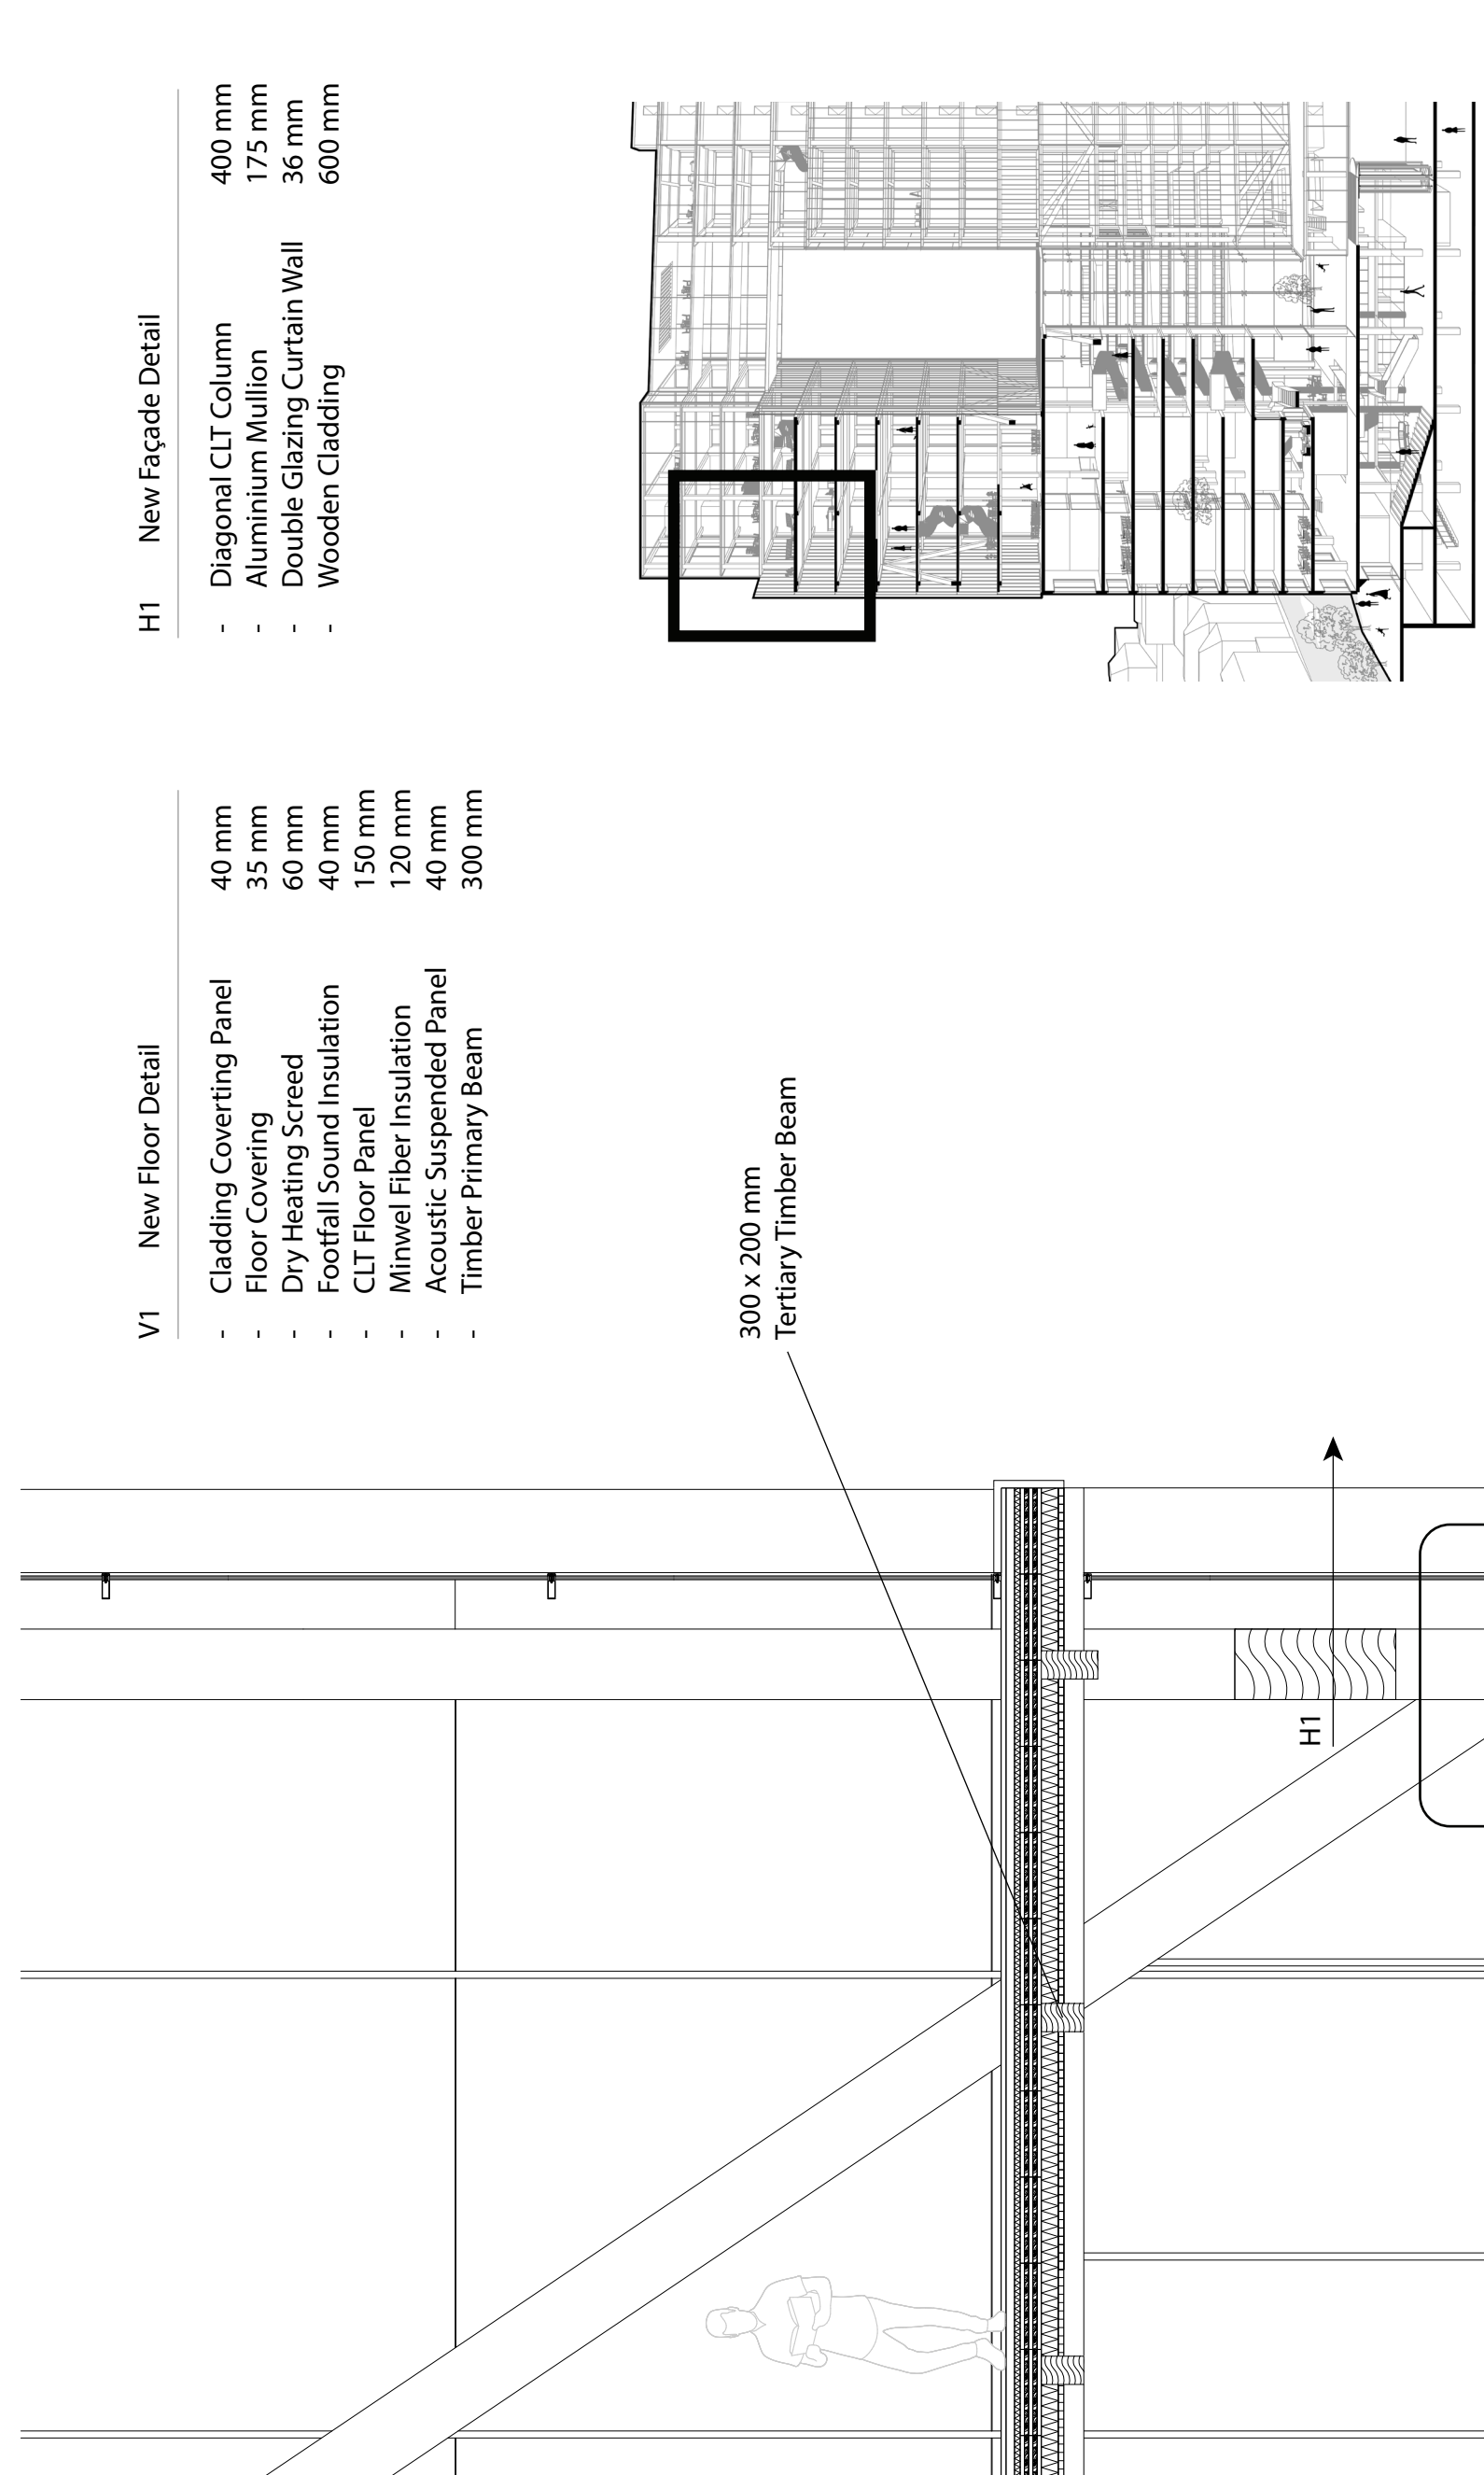 V1 New Floor Detail
- Cladding Coverting Panel 40 mm
- Floor Covering 35 mm
- Dry Heating Screed 60 mm
- Footfall Sound Insulation 40 mm
- CLT Floor Panel 150 mm
- Minwel Fiber Insulation 120 mm
- Acoustic Suspended Panel 40 mm
- Timber Primary Beam 300 mm
H1 New Façade Detail
- Diagonal CLT Column 400 mm
- Aluminium Mullion 175 mm
- Double Glazing Curtain Wall 36 mm
- Wooden Cladding 600 mm
300 x 200 mm
Tertiary Timber Beam
H1